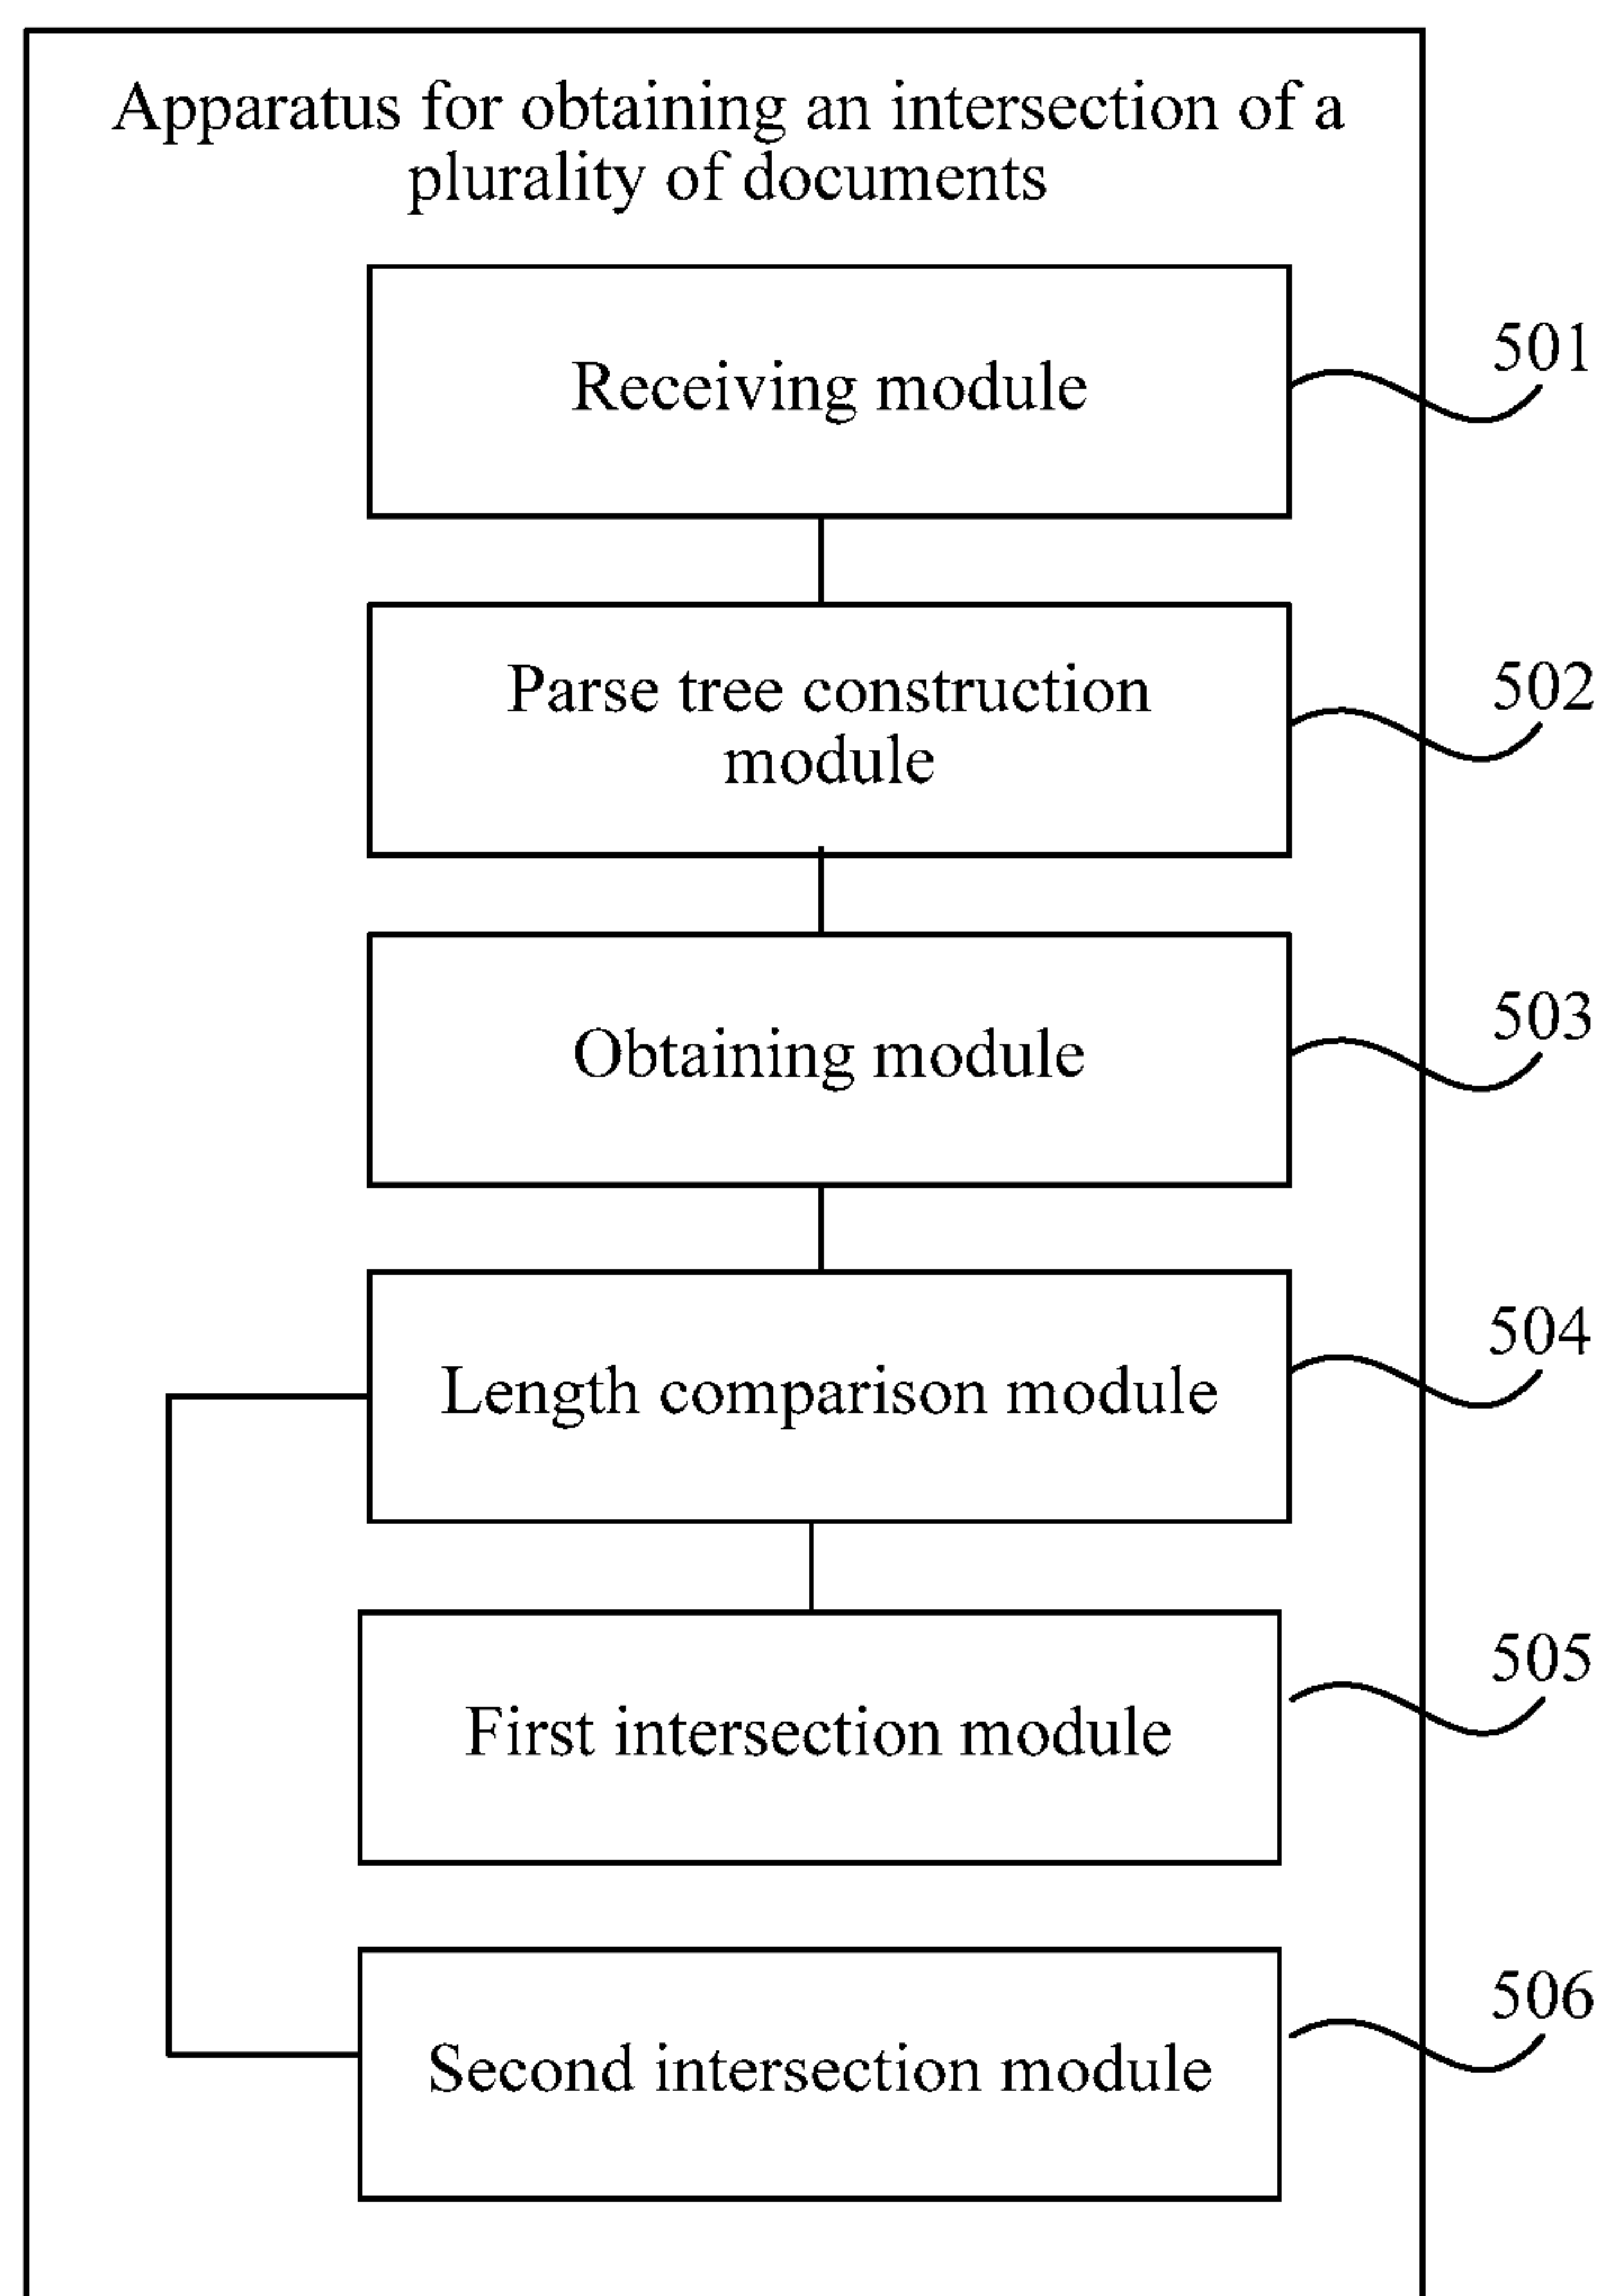 Apparatus for obtaining an intersection of a
plurality of documents
Receiving module
501
Parse tree construction
module
502
Obtaining module
503
Length comparison module
504
First intersection module
505
Second intersection module
506